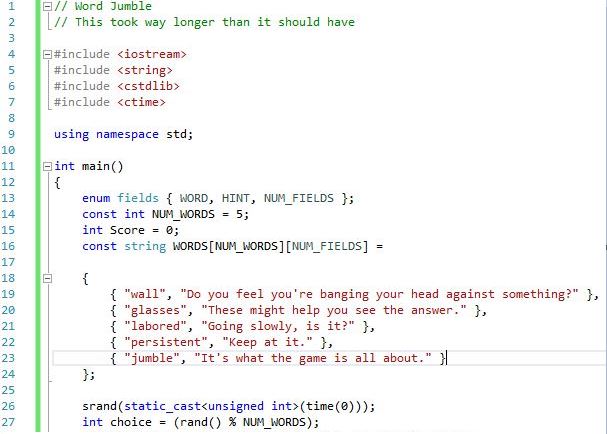 1 // Word Jumble
2 // This took way longer than it should have
3
4 #include <iostream>
5 #include <string>
6 #include <cstdlib>
7 #include <ctime>
8
9 using namespace std;
10
11 int main()
12 {
13 enum fields { WORD, HINT, NUM_FIELDS };
14 const int NUM_WORDS = 5;
15 int Score = 0;
16 const string WORDS[NUM_WORDS][NUM_FIELDS] =
17
18 {
19 { "wall", "Do you feel you're banging your head against something?" },
20 { "glasses", "These might help you see the answer." },
21 { "labored", "Going slowly, is it?" },
22 { "persistent", "Keep at it." },
23 { "jumble", "It's what the game is all about." }
24 };
25
26 srand(static_cast<unsigned int>(time(0)));
27 int choice = (rand() % NUM_WORDS);